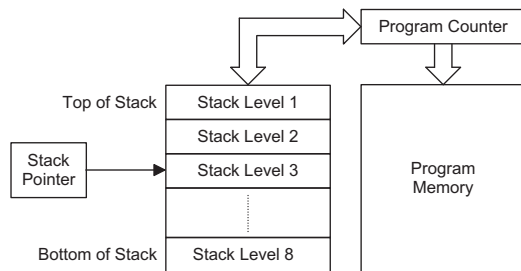 Program Counter
Top of Stack
Stack Level 1
Stack Level 2
Stack
Pointer
Stack Level 3
Program
Memory
Bottom of Stack
Stack Level 8